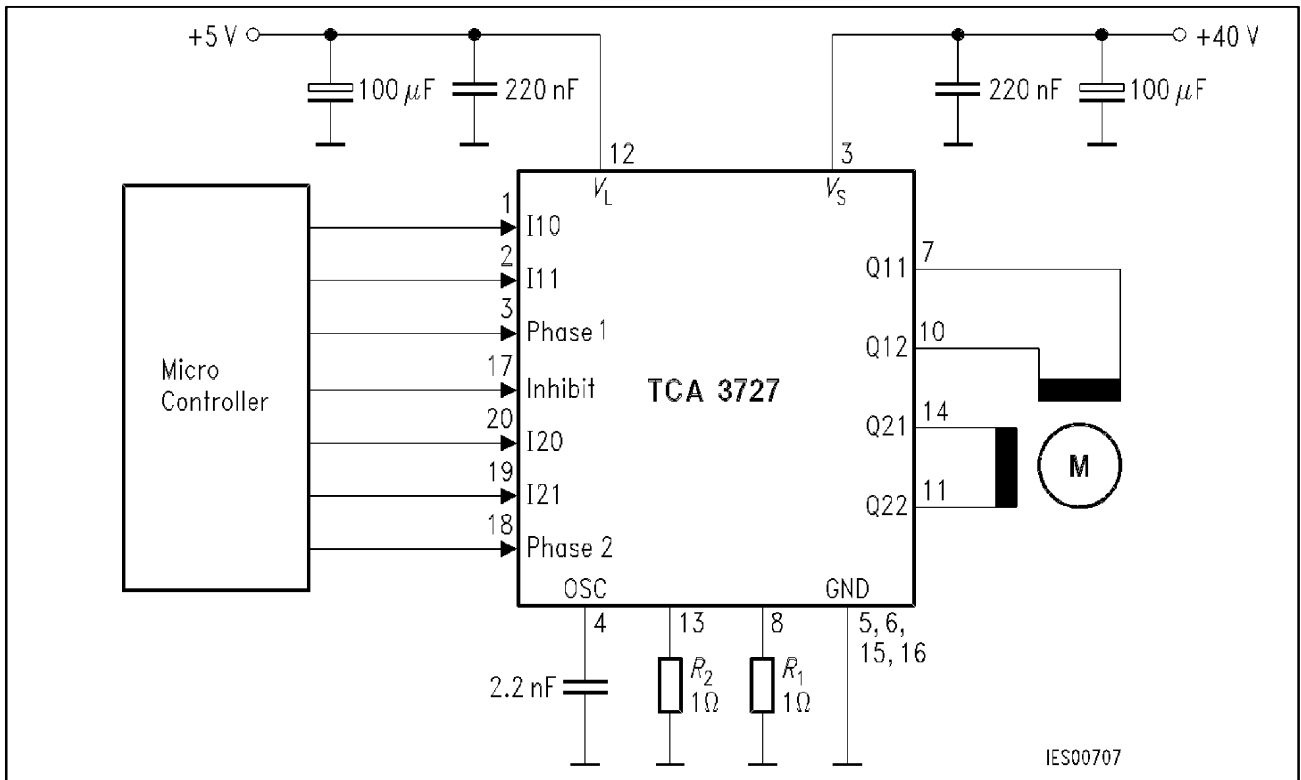 +5 V
+40 V
100 µF
220 nF
220 nF
100 µF
12
3
V_L
V_S
Micro
Controller
1
I10
2
I11
3
Phase 1
17
Inhibit
20
I20
19
I21
18
Phase 2
TCA 3727
Q11
7
Q12
10
Q21
14
Q22
11
M
OSC
GND
4
13
8
5, 6,
15, 16
2.2 nF
R_2
1Ω
R_1
1Ω
IES00707